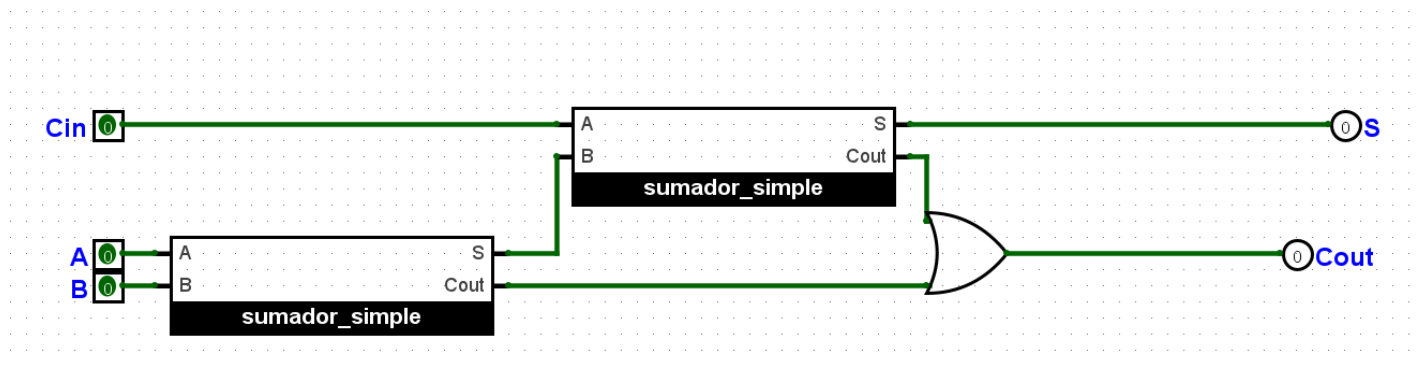 Cin 0
A S
B Cout
sumador_simple
0 S
A 0
B 0
A S
B Cout
sumador_simple
0 Cout